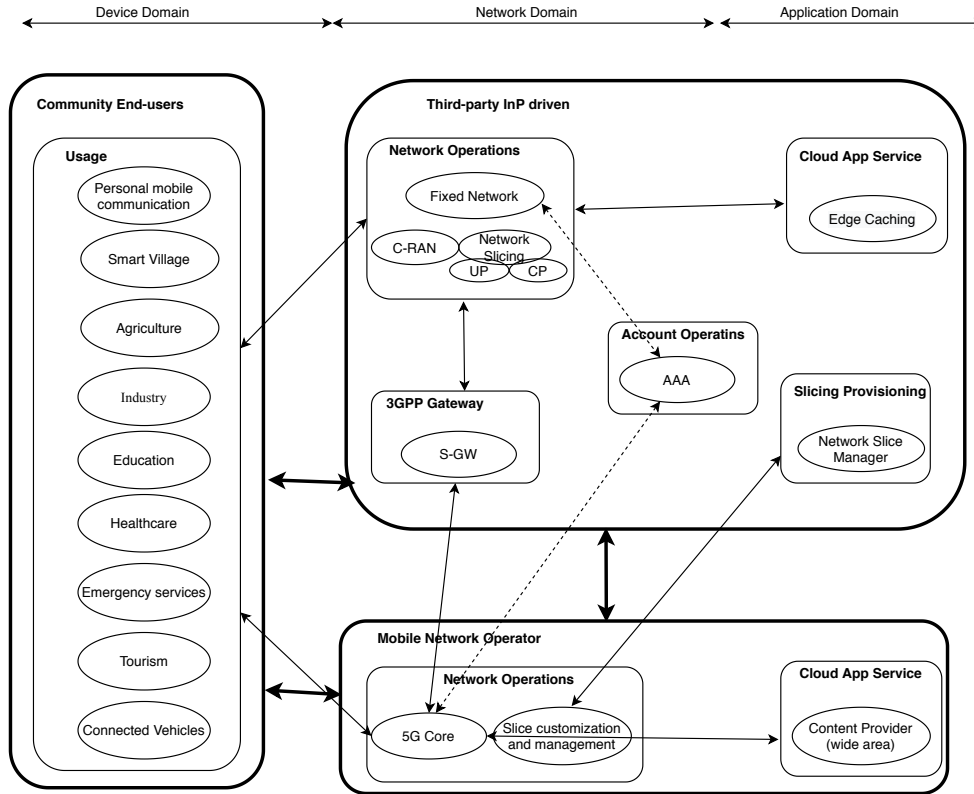 Device Domain
Network Domain
Application Domain
Community End-users
Usage
Personal mobile
communication
Smart Village
Agriculture
Industry
Education
Healthcare
Emergency services
Tourism
Connected Vehicles
Third-party InP driven
Network Operations
Fixed Network
C-RAN
Network
Slicing
UP
CP
Cloud App Service
Edge Caching
Account Operatins
AAA
3GPP Gateway
S-GW
Slicing Provisioning
Network Slice
Manager
Mobile Network Operator
Network Operations
5G Core
Slice customization
and management
Cloud App Service
Content Provider
(wide area)